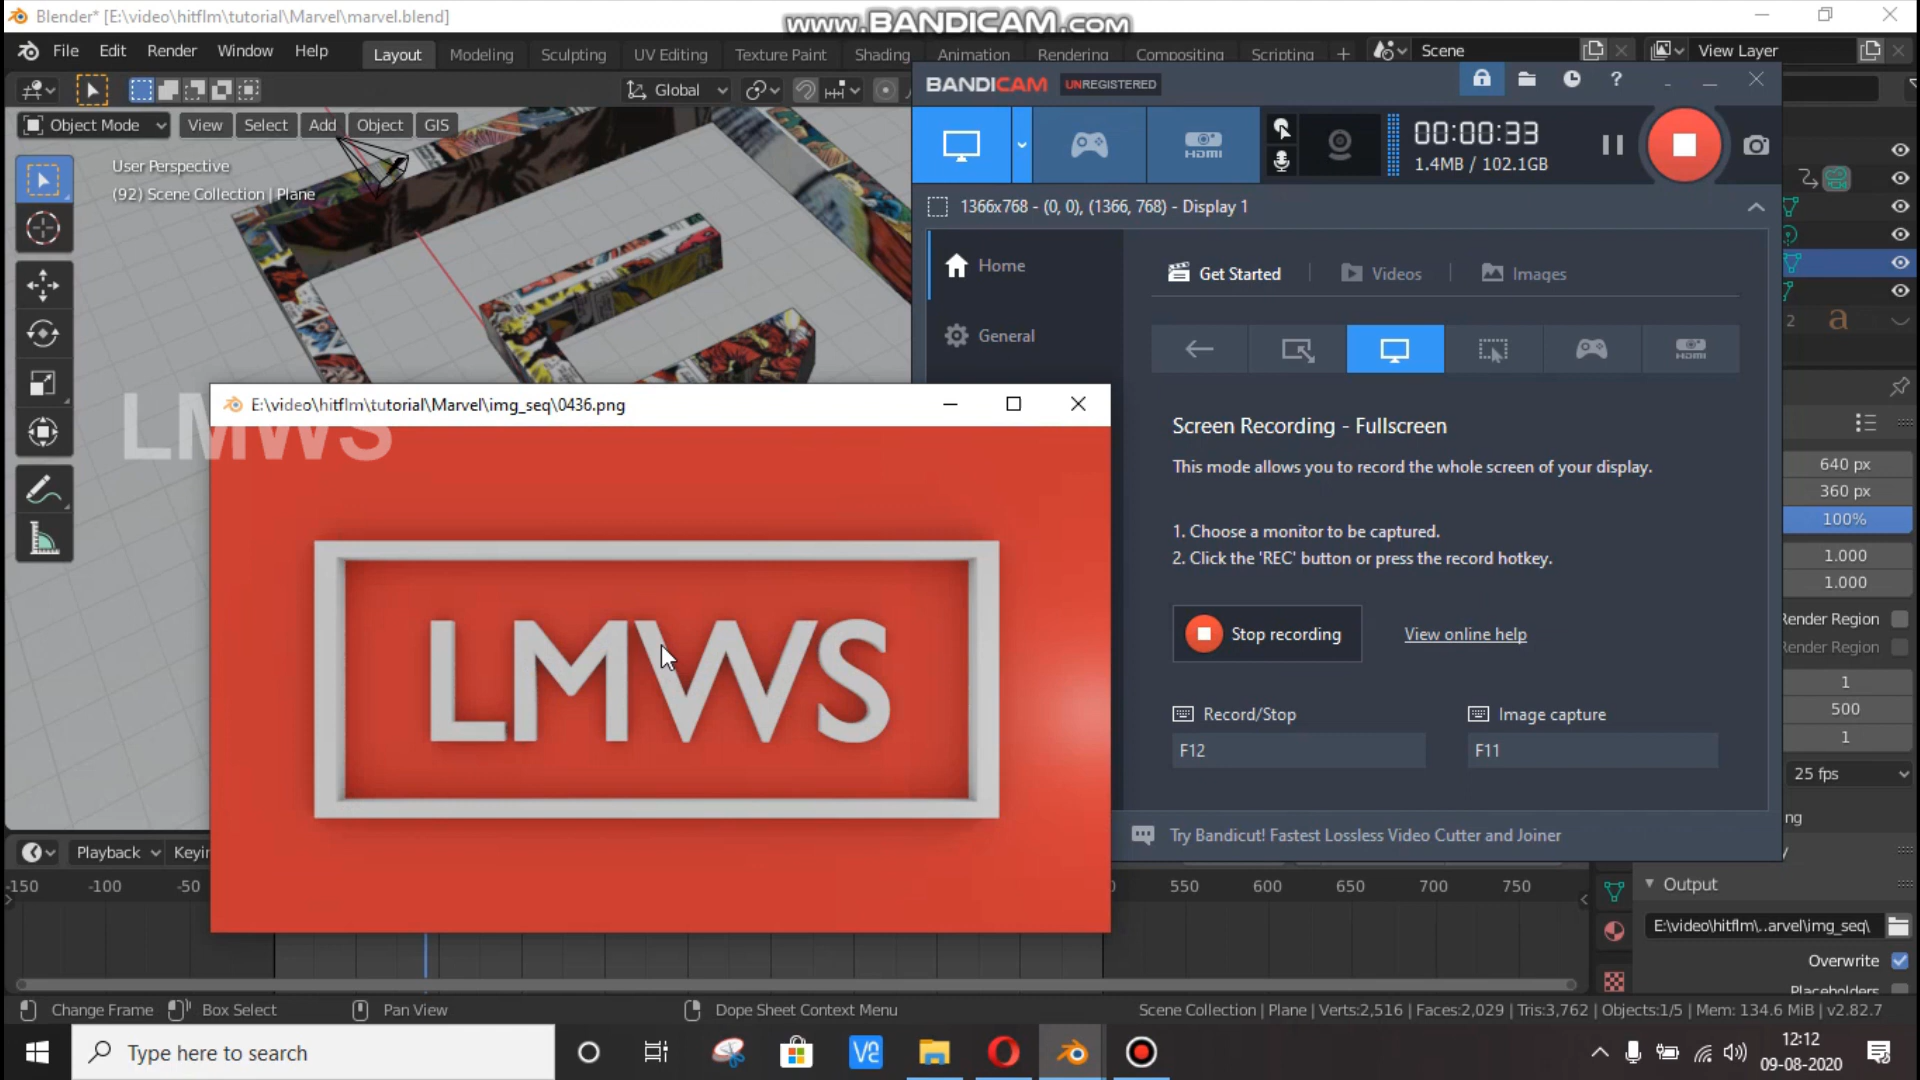 Blender* [E:\video\hitflm\tutorial\Marvel\marvel.blend]
www.BANDICAM.com
File Edit Render Window Help Layout Modeling Sculpting UV Editing Texture Paint Shading Animation Rendering Compositing Scripting + Scene View Layer
Global
BANDICAM UNREGISTERED
Object Mode View Select Add Object GIS
User Perspective
(92) Scene Collection | Plane
HDMI
00:00:33
1.4MB / 102.1GB
1366x768 - (0, 0), (1366, 768) - Display 1
Home
General
Get Started Videos Images
HDMI
Screen Recording - Fullscreen
This mode allows you to record the whole screen of your display.
1. Choose a monitor to be captured.
2. Click the 'REC' button or press the record hotkey.
Stop recording View online help
Record/Stop Image capture
F12 F11
Try Bandicut! Fastest Lossless Video Cutter and Joiner
LMWS
E:\video\hitflm\tutorial\Marvel\img_seq\0436.png
LMWS
2 a
640 px
360 px
100%
1.000
1.000
Render Region
Render Region
1
500
1
25 fps
ng
Playback Keyin
-150 -100 -50 550 600 650 700 750
Output
E:\video\hitflm\..arvel\img_seq\
Overwrite
Placeholders
Change Frame Box Select Pan View Dope Sheet Context Menu
Scene Collection | Plane | Verts:2,516 | Faces:2,029 | Tris:3,762 | Objects:1/5 | Mem: 134.6 MiB | v2.82.7
Type here to search
12:12
09-08-2020